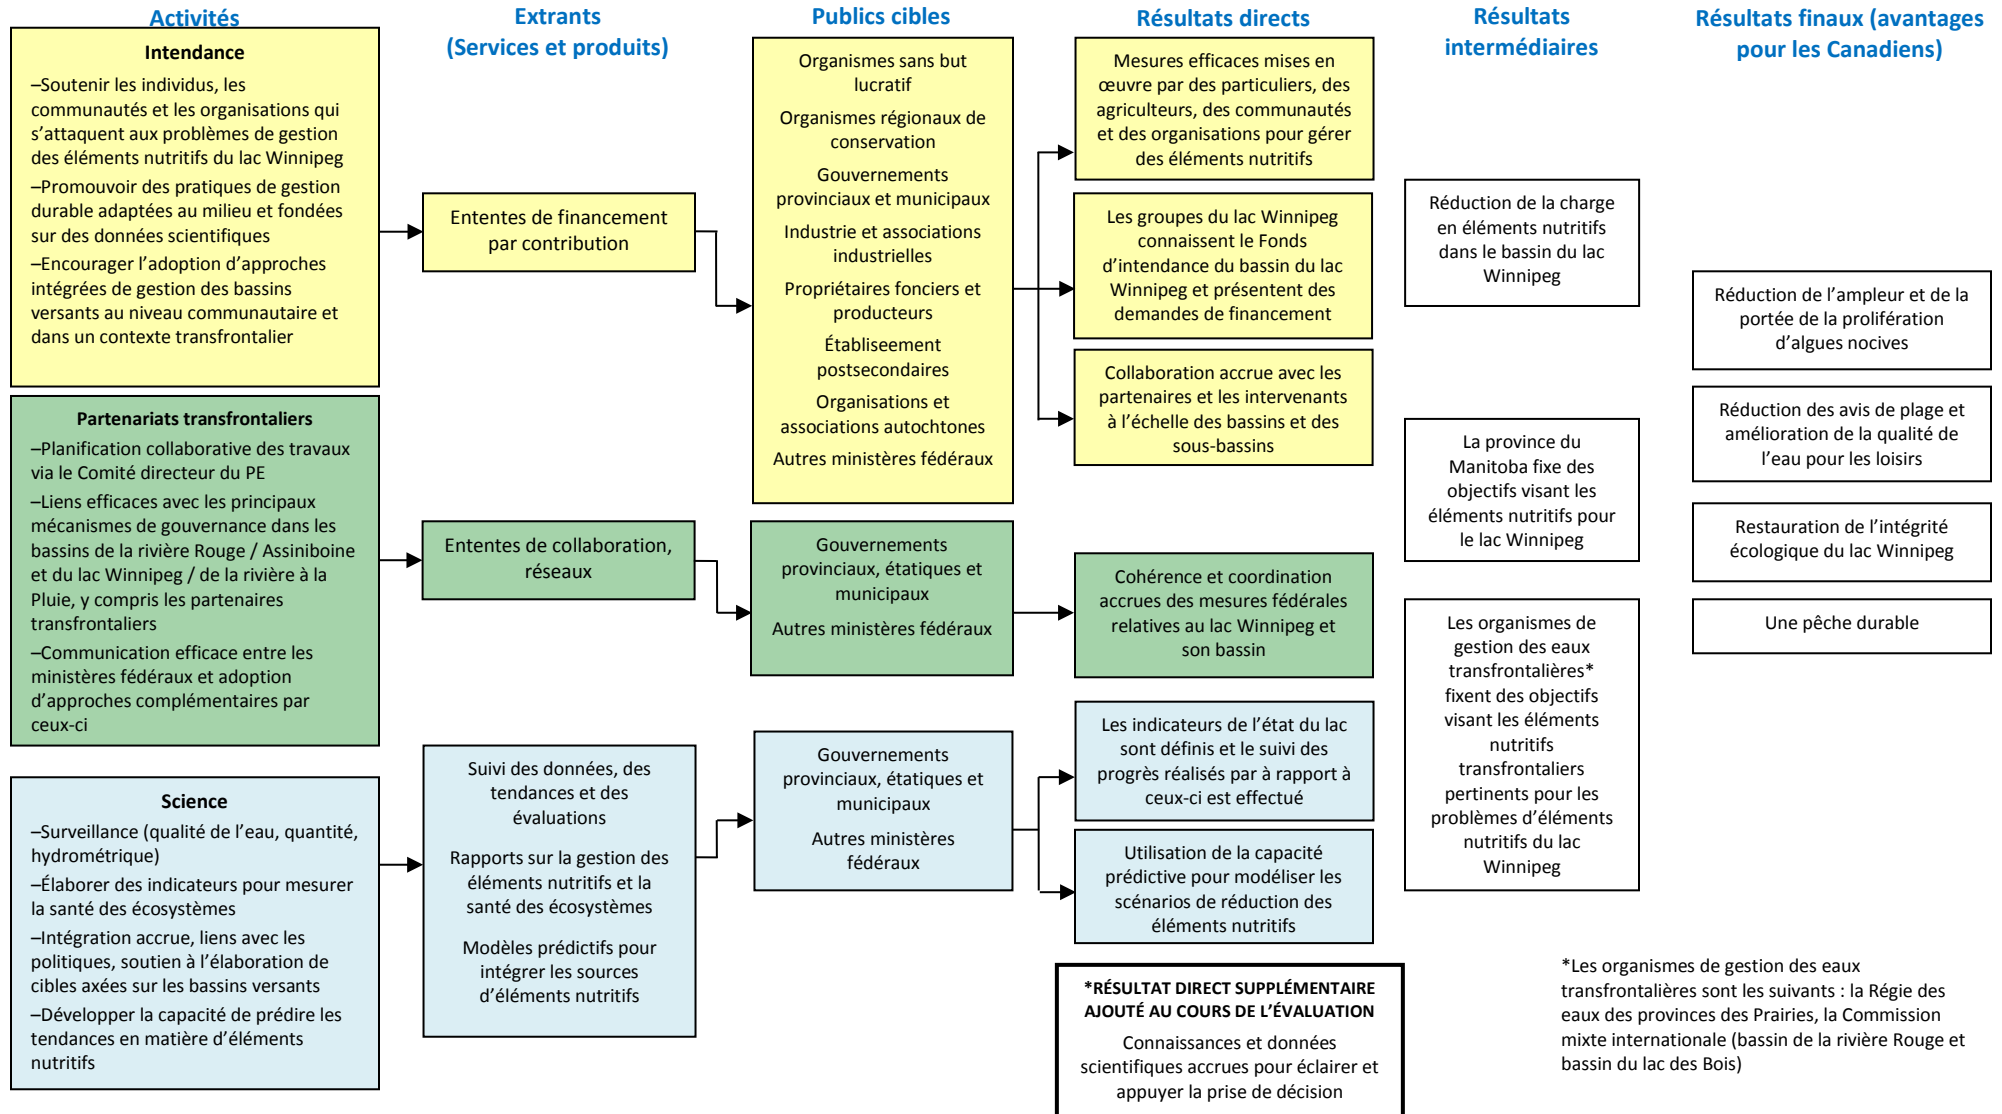 Activités
Intendance
–Soutenir les individus, les
communautés et les organisations qui
s’attaquent aux problèmes de gestion
des éléments nutritifs du lac Winnipeg
–Promouvoir des pratiques de gestion
durable adaptées au milieu et fondées
sur des données scientifiques
–Encourager l’adoption d’approches
intégrées de gestion des bassins
versants au niveau communautaire et
dans un contexte transfrontalier
Partenariats transfrontaliers
–Planification collaborative des travaux
via le Comité directeur du PE
–Liens efficaces avec les principaux
mécanismes de gouvernance dans les
bassins de la rivière Rouge / Assiniboine
et du lac Winnipeg / de la rivière à la
Pluie, y compris les partenaires
transfrontaliers
–Communication efficace entre les
ministères fédéraux et adoption
d’approches complémentaires par
ceux-ci
Science
–Surveillance (qualité de l’eau, quantité,
hydrométrique)
–Élaborer des indicateurs pour mesurer
la santé des écosystèmes
–Intégration accrue, liens avec les
politiques, soutien à l’élaboration de
cibles axées sur les bassins versants
–Développer la capacité de prédire les
tendances en matière d’éléments
nutritifs
Extrants
(Services et produits)
Ententes de financement
par contribution
Ententes de collaboration,
réseaux
Suivi des données, des
tendances et des
évaluations
Rapports sur la gestion des
éléments nutritifs et la
santé des écosystèmes
Modèles prédictifs pour
intégrer les sources
d’éléments nutritifs
Publics cibles
Organismes sans but
lucratif
Organismes régionaux de
conservation
Gouvernements
provinciaux et municipaux
Industrie et associations
industrielles
Propriétaires fonciers et
producteurs
Établiseement
postsecondaires
Organisations et
associations autochtones
Autres ministères fédéraux
Gouvernements
provinciaux, étatiques et
municipaux
Autres ministères fédéraux
Gouvernements
provinciaux, étatiques et
municipaux
Autres ministères
fédéraux
Résultats directs
Mesures efficaces mises en
œuvre par des particuliers, des
agriculteurs, des communautés
et des organisations pour gérer
des éléments nutritifs
Les groupes du lac Winnipeg
connaissent le Fonds
d’intendance du bassin du lac
Winnipeg et présentent des
demandes de financement
Collaboration accrue avec les
partenaires et les intervenants
à l’échelle des bassins et des
sous-bassins
Cohérence et coordination
accrues des mesures fédérales
relatives au lac Winnipeg et
son bassin
Les indicateurs de l’état du lac
sont définis et le suivi des
progrès réalisés par à rapport à
ceux-ci est effectué
Utilisation de la capacité
prédictive pour modéliser les
scénarios de réduction des
éléments nutritifs
*RÉSULTAT DIRECT SUPPLÉMENTAIRE
AJOUTÉ AU COURS DE L’ÉVALUATION
Connaissances et données
scientifiques accrues pour éclairer et
appuyer la prise de décision
Résultats
intermédiaires
Réduction de la charge
en éléments nutritifs
dans le bassin du lac
Winnipeg
La province du
Manitoba fixe des
objectifs visant les
éléments nutritifs pour
le lac Winnipeg
Les organismes de
gestion des eaux
transfrontalières*
fixent des objectifs
visant les éléments
nutritifs
transfrontaliers
pertinents pour les
problèmes d’éléments
nutritifs du lac
Winnipeg
Résultats finaux (avantages
pour les Canadiens)
Réduction de l’ampleur et de la
portée de la prolifération
d’algues nocives
Réduction des avis de plage et
amélioration de la qualité de
l’eau pour les loisirs
Restauration de l’intégrité
écologique du lac Winnipeg
Une pêche durable
*Les organismes de gestion des eaux
transfrontalières sont les suivants : la Régie des
eaux des provinces des Prairies, la Commission
mixte internationale (bassin de la rivière Rouge et
bassin du lac des Bois)